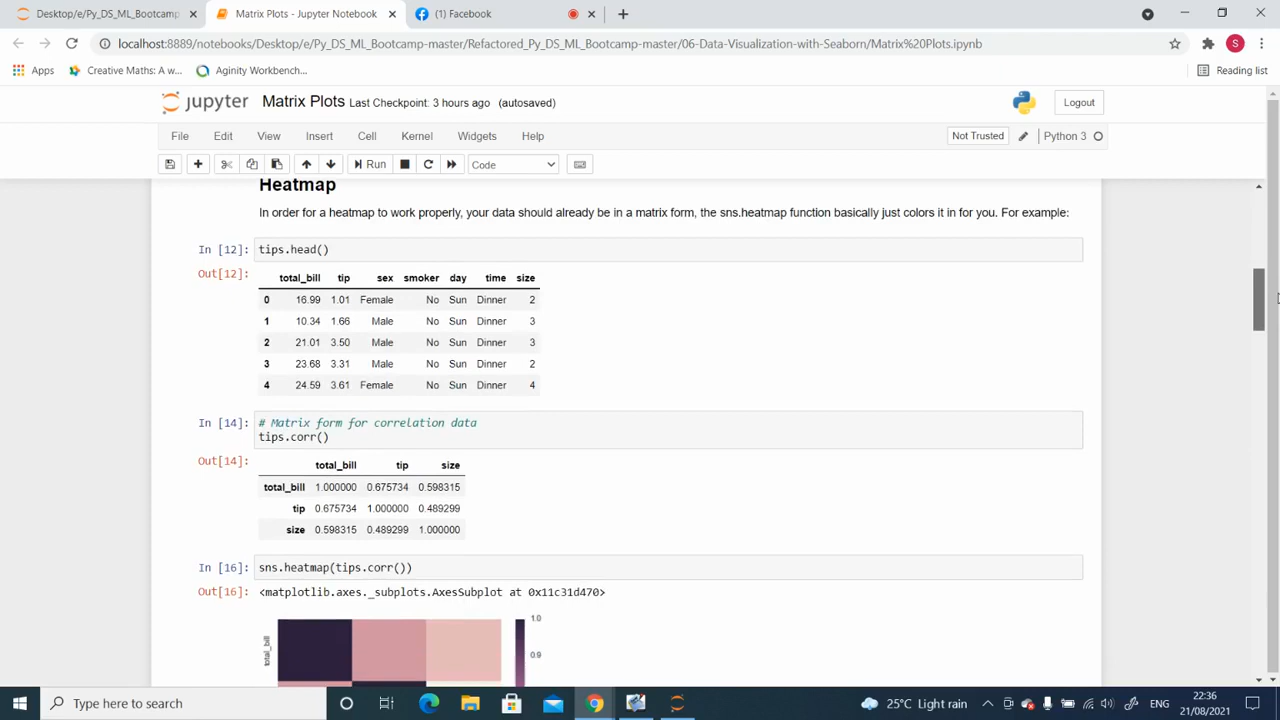 Desktop/e/Py_DS_ML_Bootcamp
Matrix Plots - Jupyter Notebook
(1) Facebook
localhost:8889/notebooks/Desktop/e/Py_DS_ML_Bootcamp-master/Refactored_Py_DS_ML_Bootcamp-master/06-Data-Visualization-with-Seaborn/Matrix%20Plots.ipynb
S
Apps
Creative Maths: A w...
Aginity Workbench...
Reading list
jupyter
Matrix Plots Last Checkpoint: 3 hours ago (autosaved)
Logout
File Edit View Insert Cell Kernel Widgets Help
Not Trusted
Python 3
Run
Code
Heatmap
In order for a heatmap to work properly, your data should already be in a matrix form, the sns.heatmap function basically just colors it in for you. For example:
In [12]: tips.head()
Out[12]:
total_bill tip sex smoker day time size
0 16.99 1.01 Female No Sun Dinner 2
1 10.34 1.66 Male No Sun Dinner 3
2 21.01 3.50 Male No Sun Dinner 3
3 23.68 3.31 Male No Sun Dinner 2
4 24.59 3.61 Female No Sun Dinner 4
In [14]: # Matrix form for correlation data
tips.corr()
Out[14]:
total_bill tip size
total_bill 1.000000 0.675734 0.598315
tip 0.675734 1.000000 0.489299
size 0.598315 0.489299 1.000000
In [16]: sns.heatmap(tips.corr())
Out[16]: <matplotlib.axes._subplots.AxesSubplot at 0x11c31d470>
1.0
total_bill
0.9
Type here to search
25°C Light rain
ENG
22:36
21/08/2021